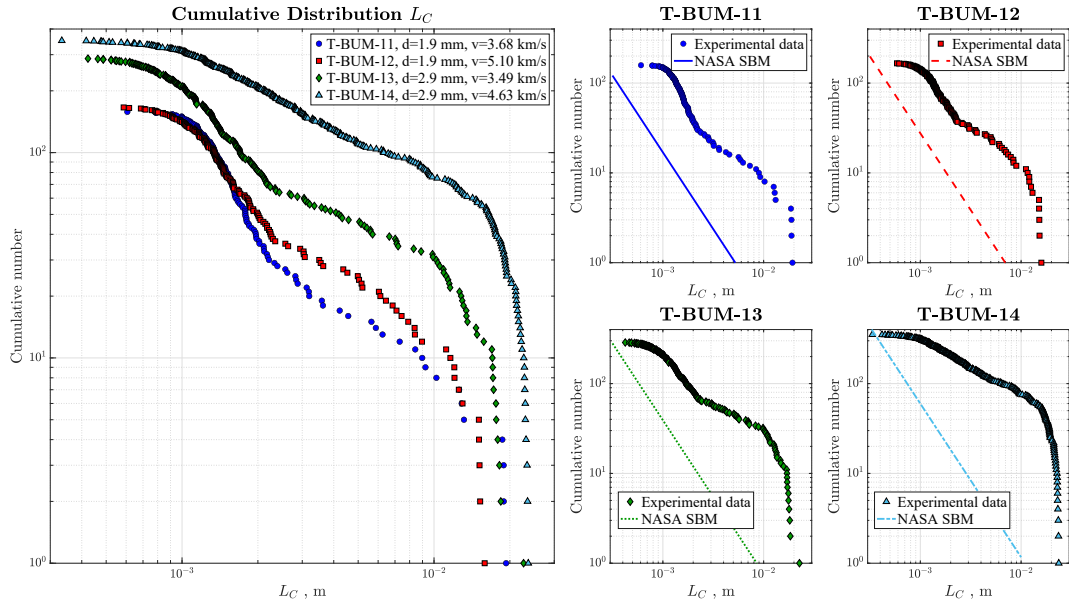 Cumulative Distribution L_C
T-BUM-11, d=1.9 mm, v=3.68 km/s
T-BUM-12, d=1.9 mm, v=5.10 km/s
T-BUM-13, d=2.9 mm, v=3.49 km/s
T-BUM-14, d=2.9 mm, v=4.63 km/s
Cumulative number
10^2
10^1
10^0
10^-3
10^-2
L_C , m
T-BUM-11
Experimental data
NASA SBM
Cumulative number
10^2
10^1
10^0
10^-3
10^-2
L_C , m
T-BUM-12
Experimental data
NASA SBM
Cumulative number
10^2
10^1
10^0
10^-3
10^-2
L_C , m
T-BUM-13
Experimental data
NASA SBM
Cumulative number
10^2
10^1
10^0
10^-3
10^-2
L_C , m
T-BUM-14
Experimental data
NASA SBM
Cumulative number
10^2
10^1
10^0
10^-3
10^-2
L_C , m